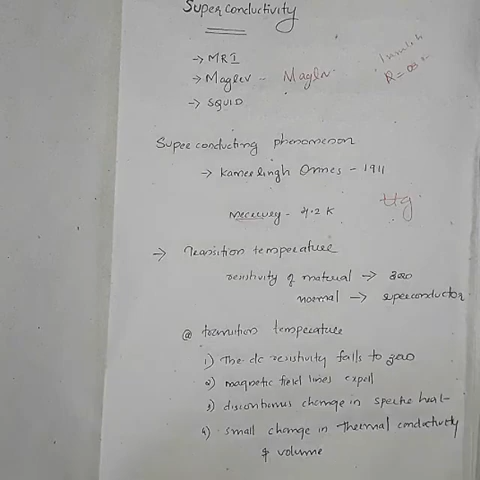 Superconductivity
→ MRI
→ Maglev - Maglev
R = 0
→ SQUID
Superconducting phenomenon
→ Kamerlingh Onnes - 1911
Mercury - 4.2 K Hg
→ Transition temperature
resistivity of material → zero
normal → superconductor
@ transition temperature
1) The dc resistivity falls to zero
2) magnetic field lines expell
3) discontinous change in specific heat
4) small change in thermal conductivity
& volume